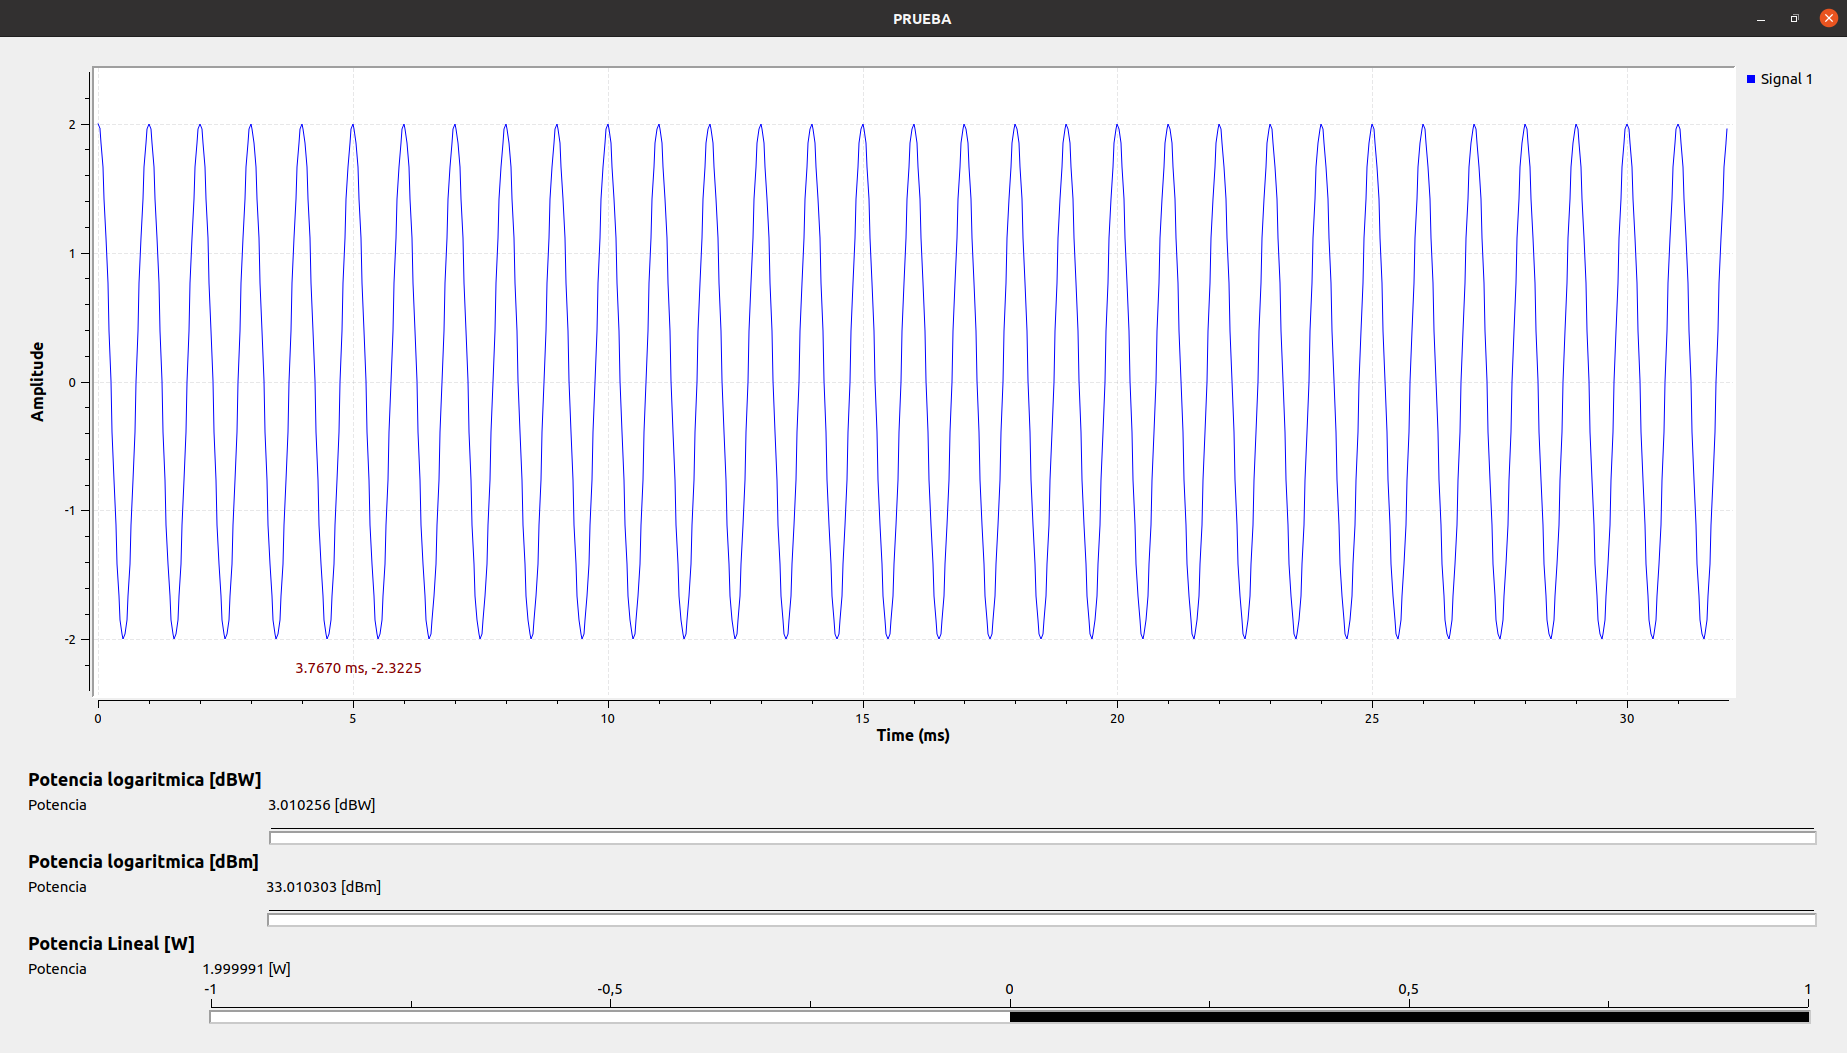 PRUEBA
Signal 1
2
1
0
-1
-2
Amplitude
3.7670 ms, -2.3225
0 5 10 15 20 25 30
Time (ms)
Potencia logaritmica [dBW]
Potencia 3.010256 [dBW]
Potencia logaritmica [dBm]
Potencia 33.010303 [dBm]
Potencia Lineal [W]
Potencia 1.999991 [W]
-1 -0,5 0 0,5 1